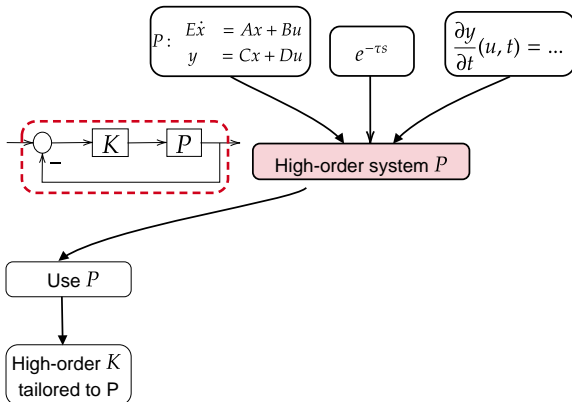 P: Eẋ = Ax + Bu
y = Cx + Du
e^{-τs}
∂y/∂t (u, t) = ...
K
P
−
High-order system P
Use P
High-order K
tailored to P